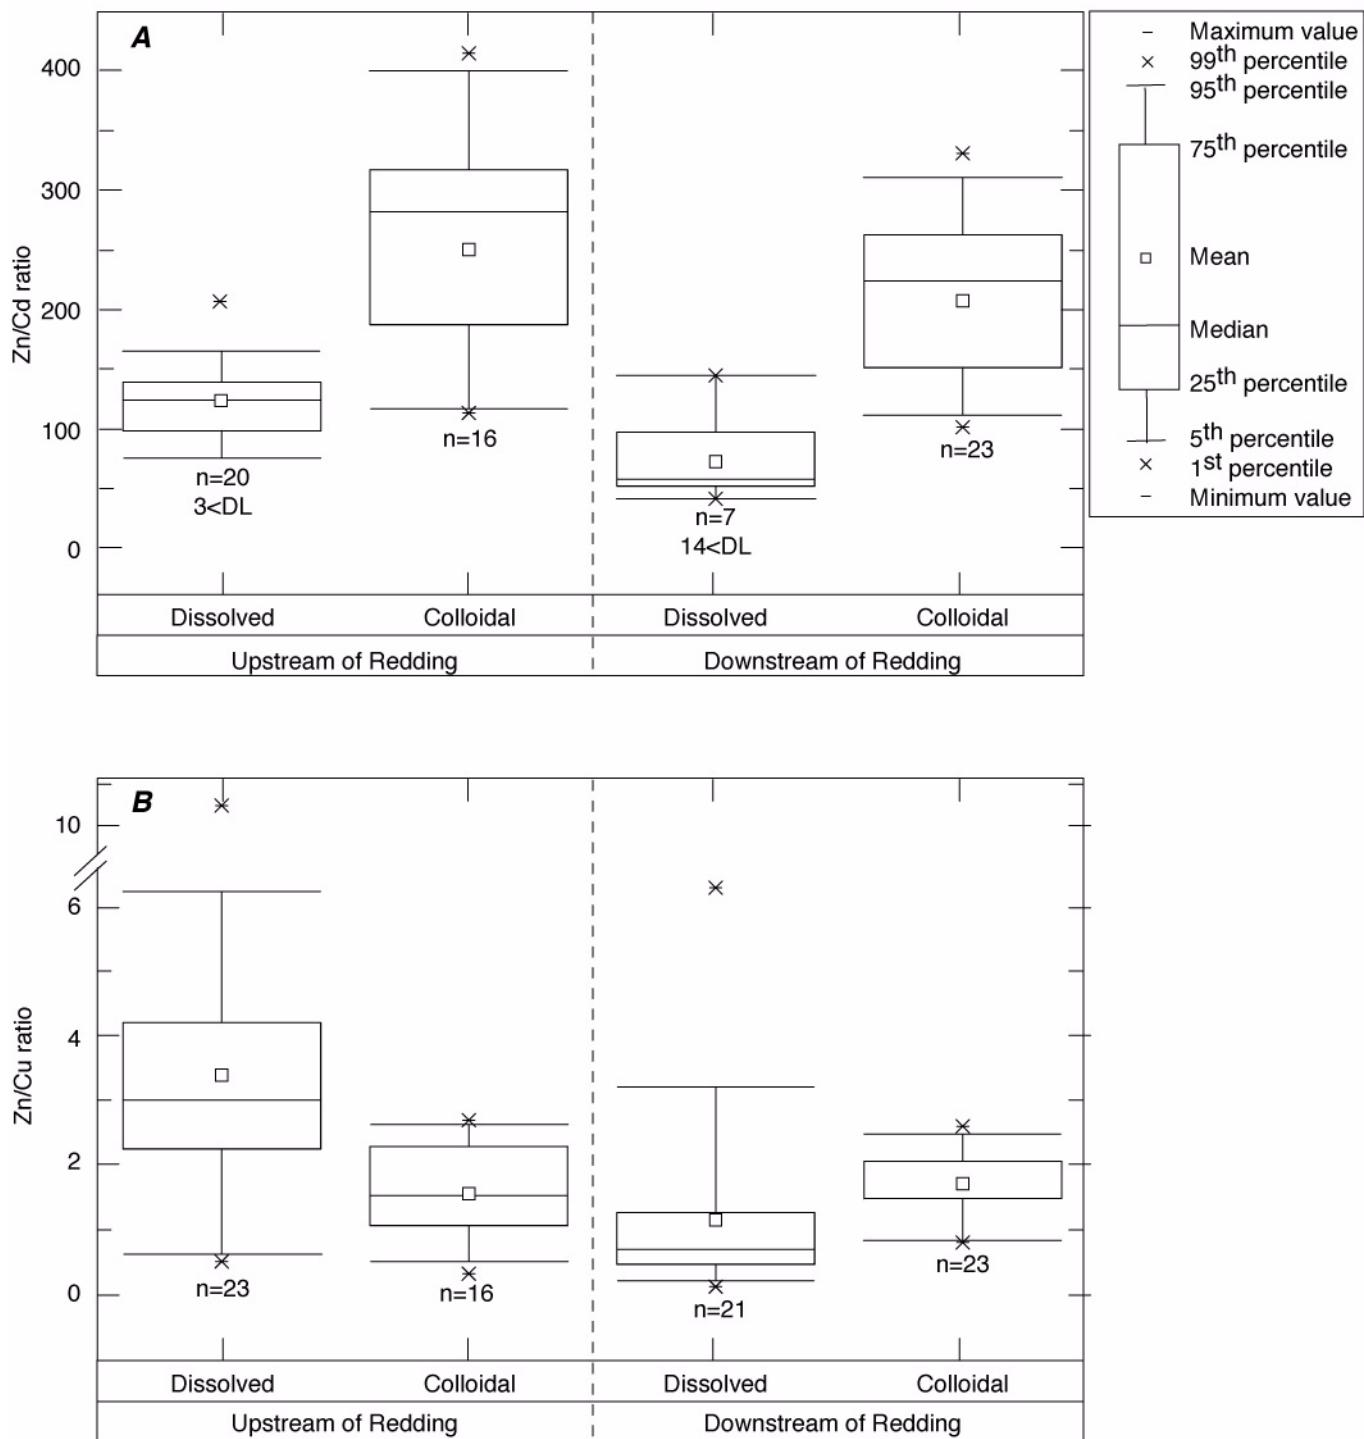 A
Zn/Cd ratio
400
300
200
100
0
n=20
3<DL
n=16
n=7
14<DL
n=23
Dissolved Colloidal Dissolved Colloidal
Upstream of Redding Downstream of Redding
Maximum value
99th percentile
95th percentile
75th percentile
Mean
Median
25th percentile
5th percentile
1st percentile
Minimum value
B
Zn/Cu ratio
10
6
4
2
0
n=23
n=16
n=21
n=23
Dissolved Colloidal Dissolved Colloidal
Upstream of Redding Downstream of Redding